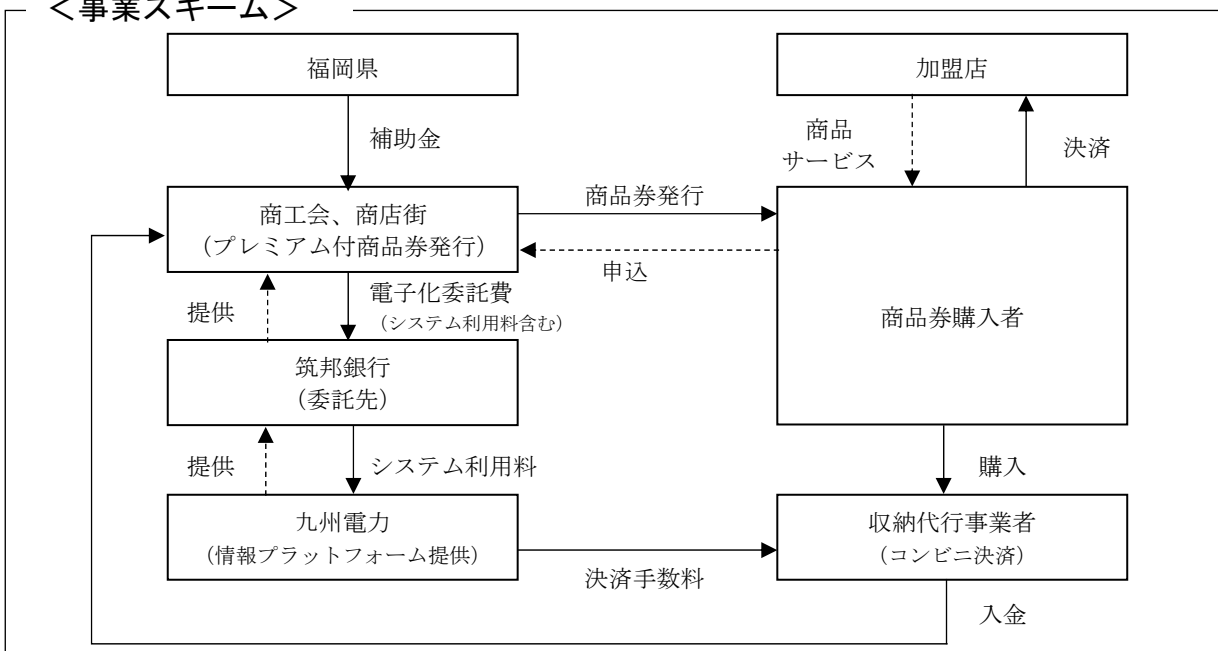 ＜事業スキーム＞
福岡県
加盟店
補助金
商品
サービス
決済
商工会、商店街
（プレミアム付商品券発行）
商品券発行
申込
商品券購入者
提供
電子化委託費
（システム利用料含む）
筑邦銀行
（委託先）
提供
システム利用料
購入
九州電力
（情報プラットフォーム提供）
収納代行事業者
（コンビニ決済）
決済手数料
入金